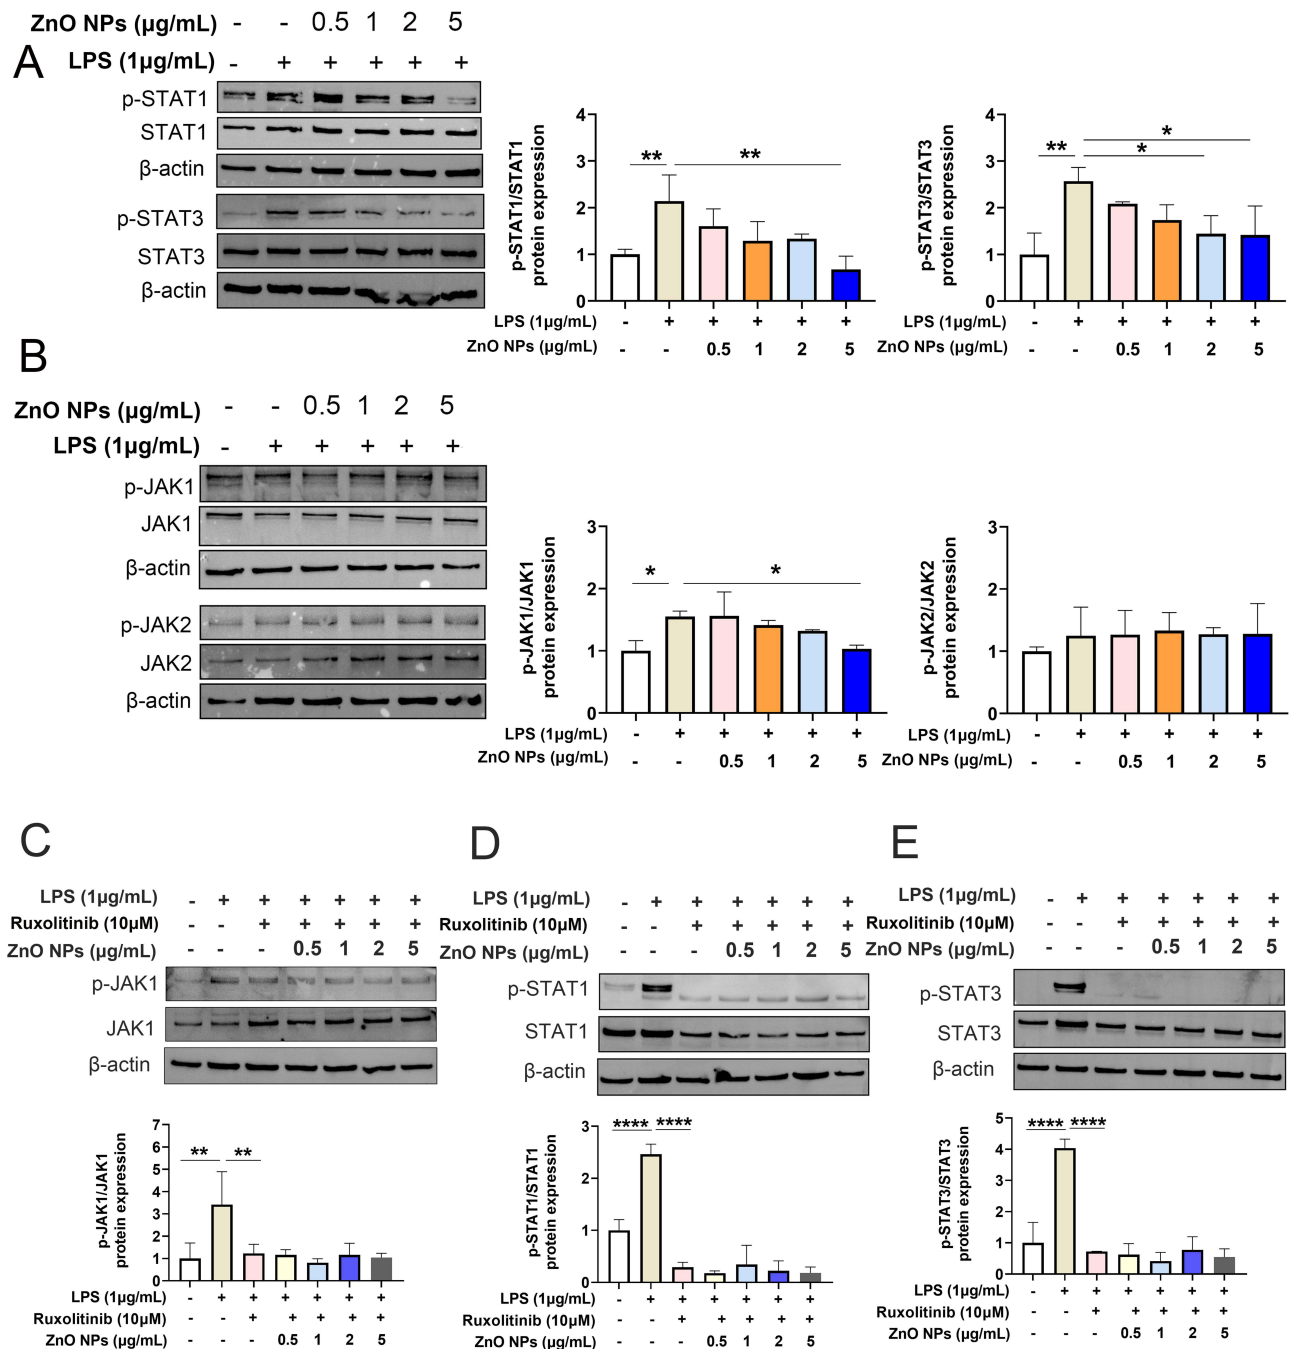 ZnO NPs (μg/mL) - - 0.5 1 2 5
A LPS (1μg/mL) - + + + + +
p-STAT1
STAT1
β-actin
p-STAT3
STAT3
β-actin
p-STAT1/STAT1
protein expression
4
3
2
1
0
** **
LPS (1μg/mL) - + + + + +
ZnO NPs (μg/mL) - - 0.5 1 2 5
p-STAT3/STAT3
protein expression
4
3
2
1
0
** * *
LPS (1μg/mL) - + + + + +
ZnO NPs (μg/mL) - - 0.5 1 2 5
B
ZnO NPs (μg/mL) - - 0.5 1 2 5
LPS (1μg/mL) - + + + + +
p-JAK1
JAK1
β-actin
p-JAK2
JAK2
β-actin
p-JAK1/JAK1
protein expression
3
2
1
0
* *
LPS (1μg/mL) - + + + + +
ZnO NPs (μg/mL) - - 0.5 1 2 5
p-JAK2/JAK2
protein expression
3
2
1
0
LPS (1μg/mL) - + + + + +
ZnO NPs (μg/mL) - - 0.5 1 2 5
C
LPS (1μg/mL) - + + + + + +
Ruxolitinib (10μM) - - + + + + +
ZnO NPs (μg/mL) - - - 0.5 1 2 5
p-JAK1
JAK1
β-actin
p-JAK1/JAK1
protein expression
7
6
5
4
3
2
1
0
** **
LPS (1μg/mL) - + + + + + +
Ruxolitinib (10μM) - - + + + + +
ZnO NPs (μg/mL) - - - 0.5 1 2 5
D
LPS (1μg/mL) - + + + + + +
Ruxolitinib (10μM) - - + + + + +
ZnO NPs (μg/mL) - - - 0.5 1 2 5
p-STAT1
STAT1
β-actin
p-STAT1/STAT1
protein expression
3
2
1
0
**** ****
LPS (1μg/mL) - + + + + + +
Ruxolitinib (10μM) - - + + + + +
ZnO NPs (μg/mL) - - - 0.5 1 2 5
E
LPS (1μg/mL) - + + + + + +
Ruxolitinib (10μM) - - + + + + +
ZnO NPs (μg/mL) - - - 0.5 1 2 5
p-STAT3
STAT3
β-actin
p-STAT3/STAT3
protein expression
5
4
3
2
1
0
**** ****
LPS (1μg/mL) - + + + + + +
Ruxolitinib (10μM) - - + + + + +
ZnO NPs (μg/mL) - - - 0.5 1 2 5